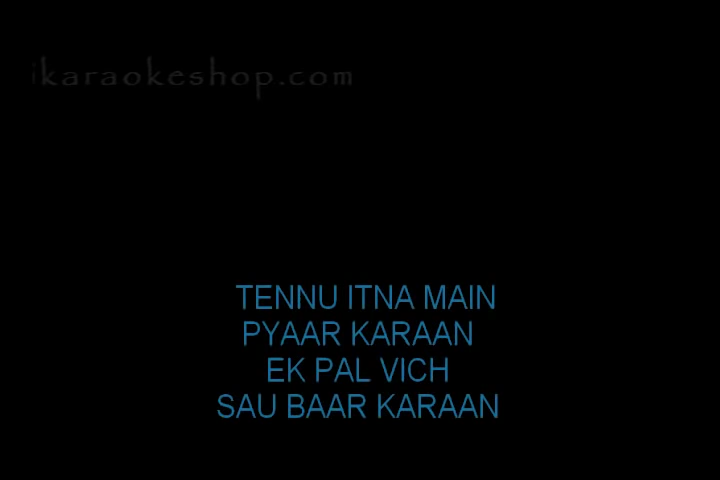 ikaraokeshop.com
TENNU ITNA MAIN
PYAAR KARAAN
EK PAL VICH
SAU BAAR KARAAN